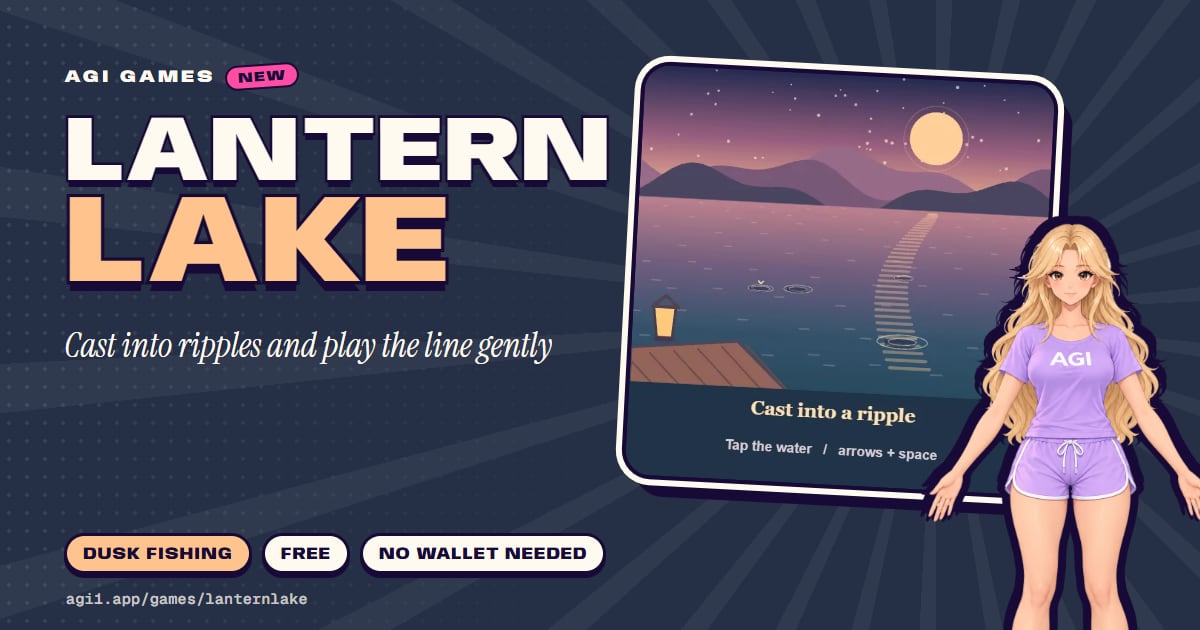 AGI GAMES NEW
LANTERN
LAKE
Cast into ripples and play the line gently
DUSK FISHING FREE NO WALLET NEEDED
agi1.app/games/lanternlake
Cast into a ripple
Tap the water / arrows + space
AGI